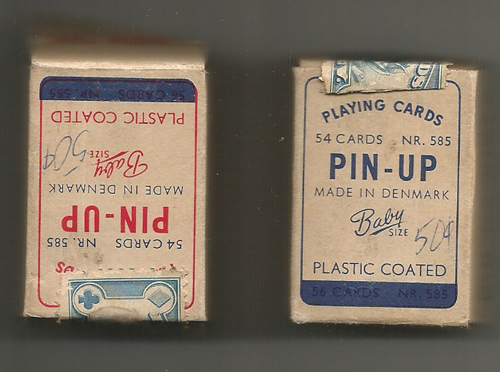 54 CARDS NR. 585
PIN-UP
MADE IN DENMARK
Baby SIZE 50¢
PLASTIC COATED
56 CARDS · NR. 585
PLAYING CARDS
54 CARDS NR. 585
PIN-UP
MADE IN DENMARK
Baby SIZE 50¢
PLASTIC COATED
56 CARDS · NR. 585